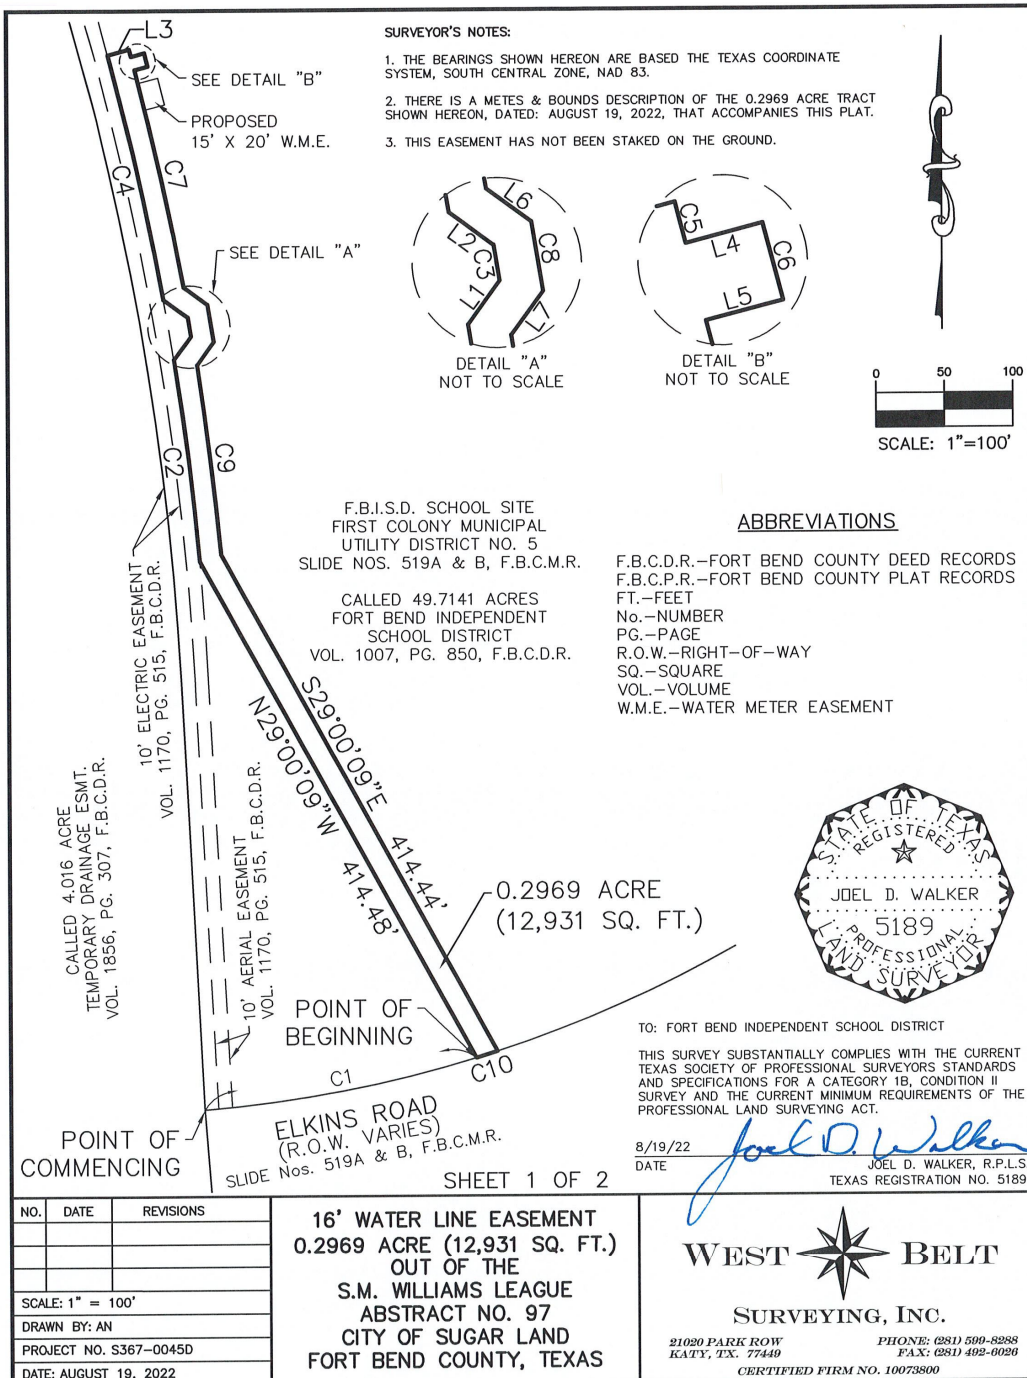 SURVEYOR'S NOTES:
1. THE BEARINGS SHOWN HEREON ARE BASED THE TEXAS COORDINATE
SYSTEM, SOUTH CENTRAL ZONE, NAD 83.
2. THERE IS A METES & BOUNDS DESCRIPTION OF THE 0.2969 ACRE TRACT
SHOWN HEREON, DATED: AUGUST 19, 2022, THAT ACCOMPANIES THIS PLAT.
3. THIS EASEMENT HAS NOT BEEN STAKED ON THE GROUND.
L3
SEE DETAIL "B"
PROPOSED
15' X 20' W.M.E.
C4
C7
SEE DETAIL "A"
L6
L2
C3
C8
L1
L7
DETAIL "A"
NOT TO SCALE
C5
L4
C6
L5
DETAIL "B"
NOT TO SCALE
0 50 100
SCALE: 1"=100'
C2
C9
F.B.I.S.D. SCHOOL SITE
FIRST COLONY MUNICIPAL
UTILITY DISTRICT NO. 5
SLIDE NOS. 519A & B, F.B.C.M.R.
CALLED 49.7141 ACRES
FORT BEND INDEPENDENT
SCHOOL DISTRICT
VOL. 1007, PG. 850, F.B.C.D.R.
ABBREVIATIONS
F.B.C.D.R.-FORT BEND COUNTY DEED RECORDS
F.B.C.P.R.-FORT BEND COUNTY PLAT RECORDS
FT.-FEET
No.-NUMBER
PG.-PAGE
R.O.W.-RIGHT-OF-WAY
SQ.-SQUARE
VOL.-VOLUME
W.M.E.-WATER METER EASEMENT
10' ELECTRIC EASEMENT
VOL. 1170, PG. 515, F.B.C.D.R.
CALLED 4.016 ACRE
TEMPORARY DRAINAGE ESMT.
VOL. 1856, PG. 307, F.B.C.D.R.
10' AERIAL EASEMENT
VOL. 1170, PG. 515, F.B.C.D.R.
S29°00'09"E 414.44'
N29°00'09"W 414.48'
0.2969 ACRE
(12,931 SQ. FT.)
POINT OF
BEGINNING
C10
C1
POINT OF
COMMENCING
ELKINS ROAD
(R.O.W. VARIES)
SLIDE Nos. 519A & B, F.B.C.M.R.
SHEET 1 OF 2
STATE OF TEXAS
REGISTERED
JOEL D. WALKER
5189
PROFESSIONAL
LAND SURVEYOR
TO: FORT BEND INDEPENDENT SCHOOL DISTRICT
THIS SURVEY SUBSTANTIALLY COMPLIES WITH THE CURRENT
TEXAS SOCIETY OF PROFESSIONAL SURVEYORS STANDARDS
AND SPECIFICATIONS FOR A CATEGORY 1B, CONDITION II
SURVEY AND THE CURRENT MINIMUM REQUIREMENTS OF THE
PROFESSIONAL LAND SURVEYING ACT.
8/19/22 Joel D. Walker
DATE
JOEL D. WALKER, R.P.L.S.
TEXAS REGISTRATION NO. 5189
NO. DATE REVISIONS
SCALE: 1" = 100'
DRAWN BY: AN
PROJECT NO. S367-0045D
DATE: AUGUST 19, 2022
16' WATER LINE EASEMENT
0.2969 ACRE (12,931 SQ. FT.)
OUT OF THE
S.M. WILLIAMS LEAGUE
ABSTRACT NO. 97
CITY OF SUGAR LAND
FORT BEND COUNTY, TEXAS
WEST BELT
SURVEYING, INC.
21020 PARK ROW PHONE: (281) 599-8288
KATY, TX. 77449 FAX: (281) 492-6026
CERTIFIED FIRM NO. 10073800